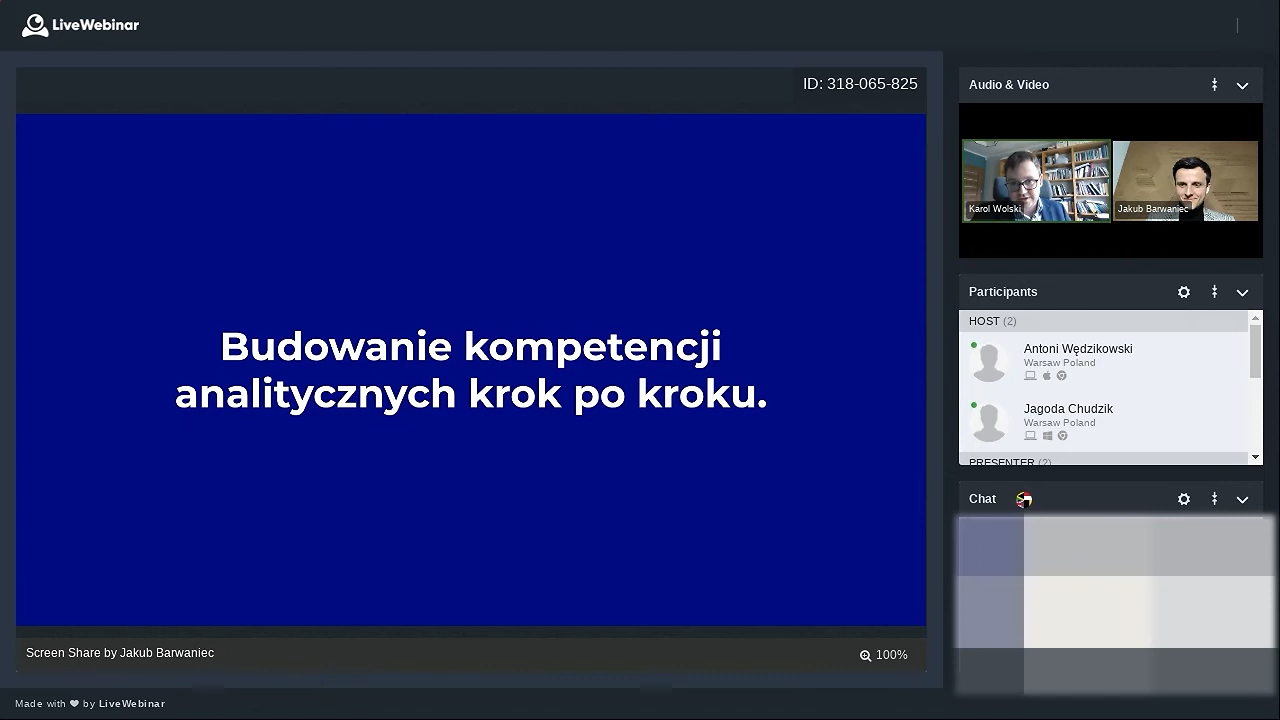 LiveWebinar
ID: 318-065-825
Budowanie kompetencji
analitycznych krok po kroku.
Screen Share by Jakub Barwaniec
100%
Audio & Video
Karol Wolski
Jakub Barwaniec
Participants
HOST (2)
Antoni Wędzikowski
Warsaw Poland
Jagoda Chudzik
Warsaw Poland
PRESENTER (2)
Chat
Made with ❤ by LiveWebinar